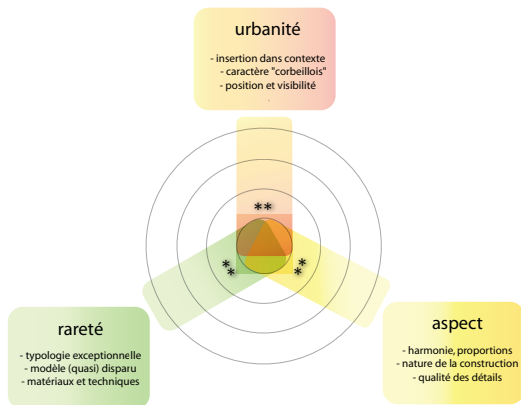 urbanité
- insertion dans contexte
- caractère "corbeillois"
- position et visibilité
**
**
**
rareté
- typologie exceptionnelle
- modèle (quasi) disparu
- matériaux et techniques
aspect
- harmonie, proportions
- nature de la construction
- qualité des détails